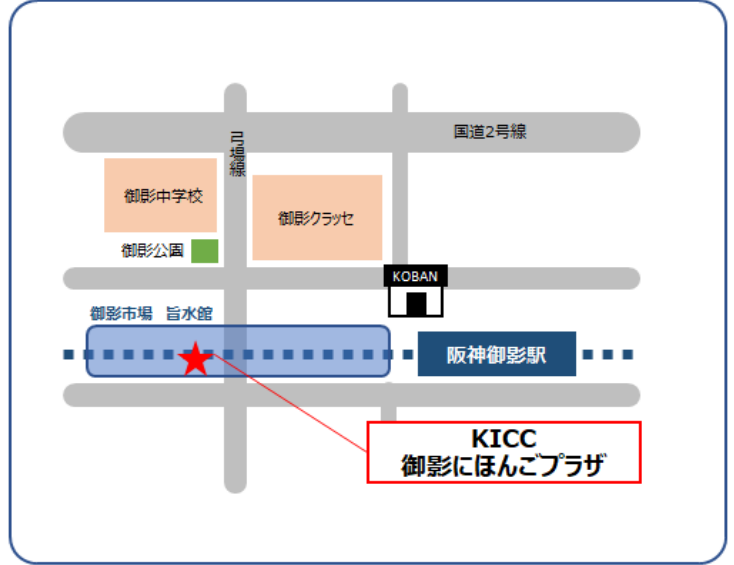 国道2号線
弓場線
御影中学校
御影クラッセ
御影公園
KOBAN
御影市場 旨水館
阪神御影駅
KICC
御影にほんごプラザ